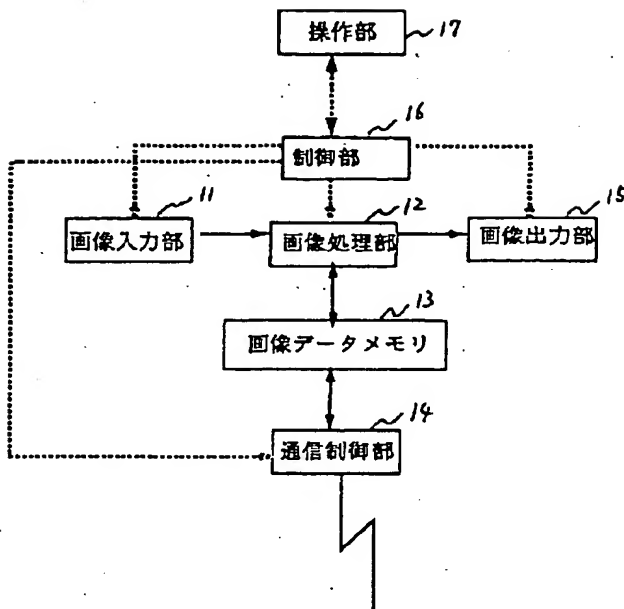 操作部
17
制御部
16
画像入力部
11
画像処理部
12
画像出力部
15
画像データメモリ
13
通信制御部
14